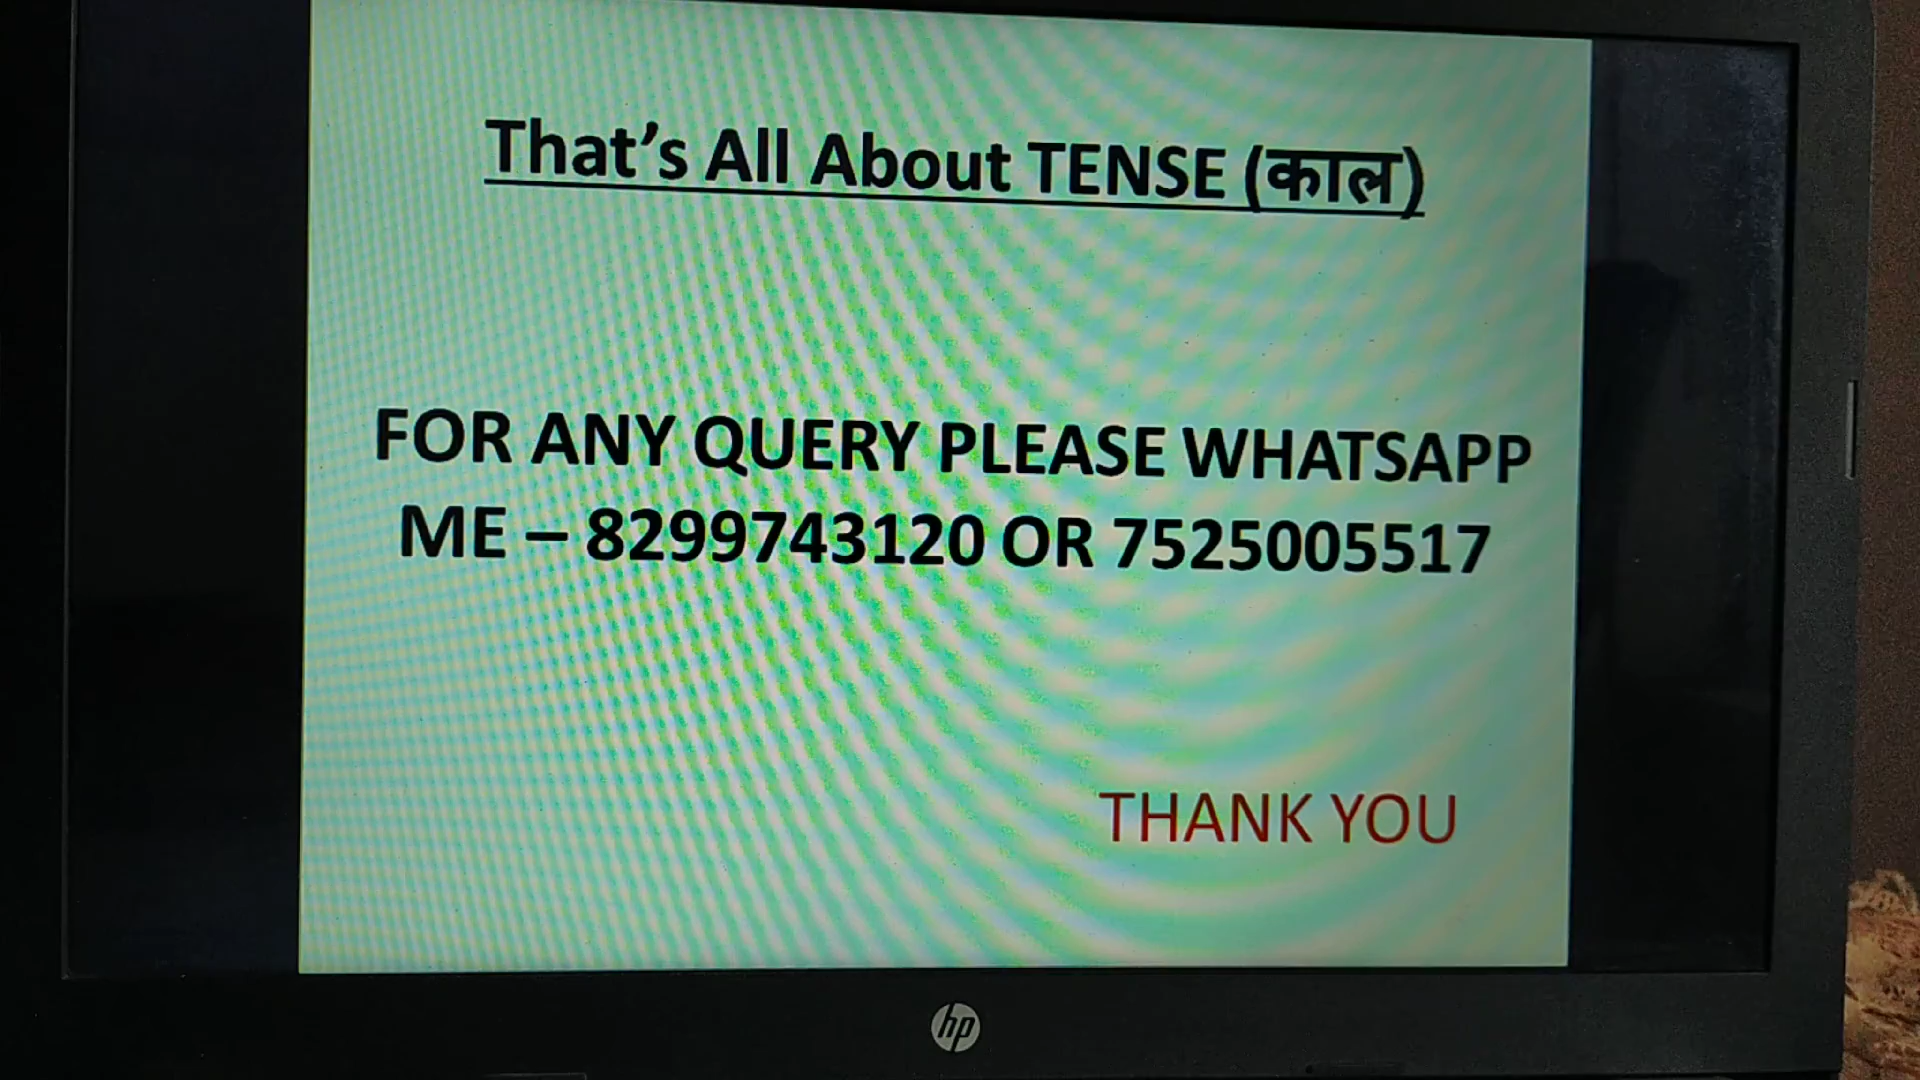 That's All About TENSE (काल)
FOR ANY QUERY PLEASE WHATSAPP
ME – 8299743120 OR 7525005517
THANK YOU
hp